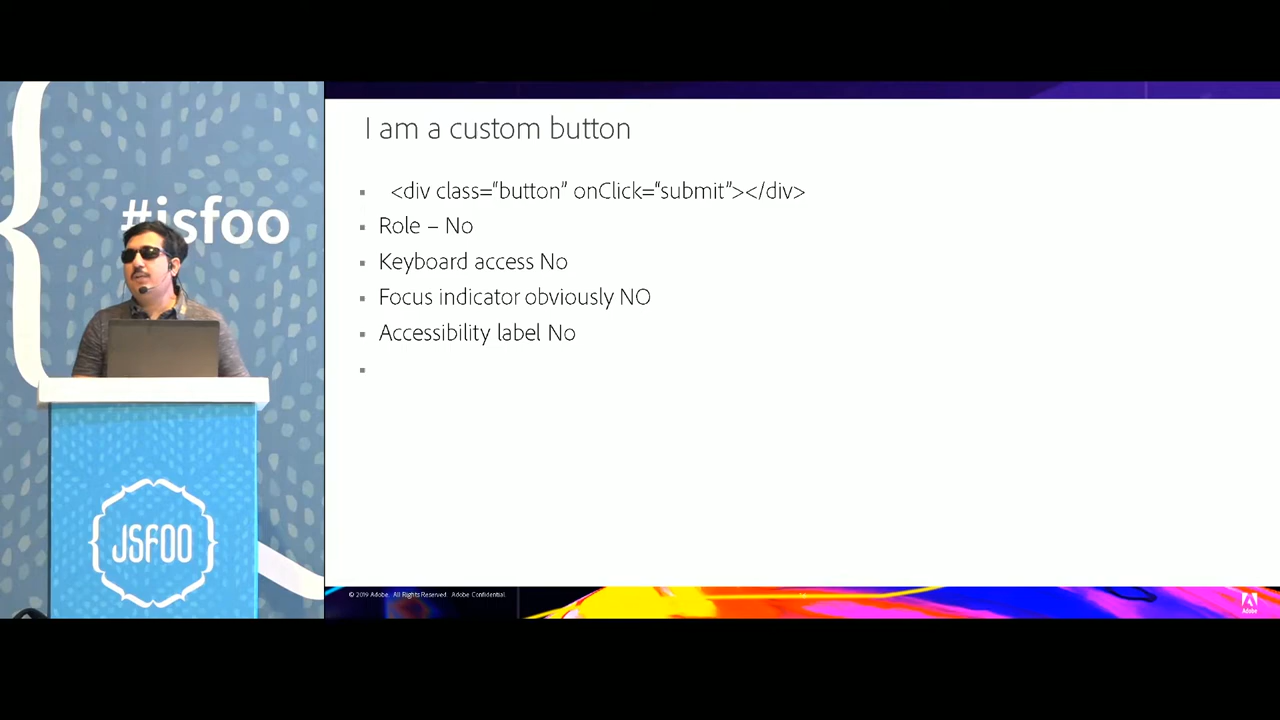 #jsfoo
JSFOO
I am a custom button
<div class=“button” onClick=“submit”></div>
Role – No
Keyboard access No
Focus indicator obviously NO
Accessibility label No
© 2019 Adobe. All Rights Reserved. Adobe Confidential.
Adobe